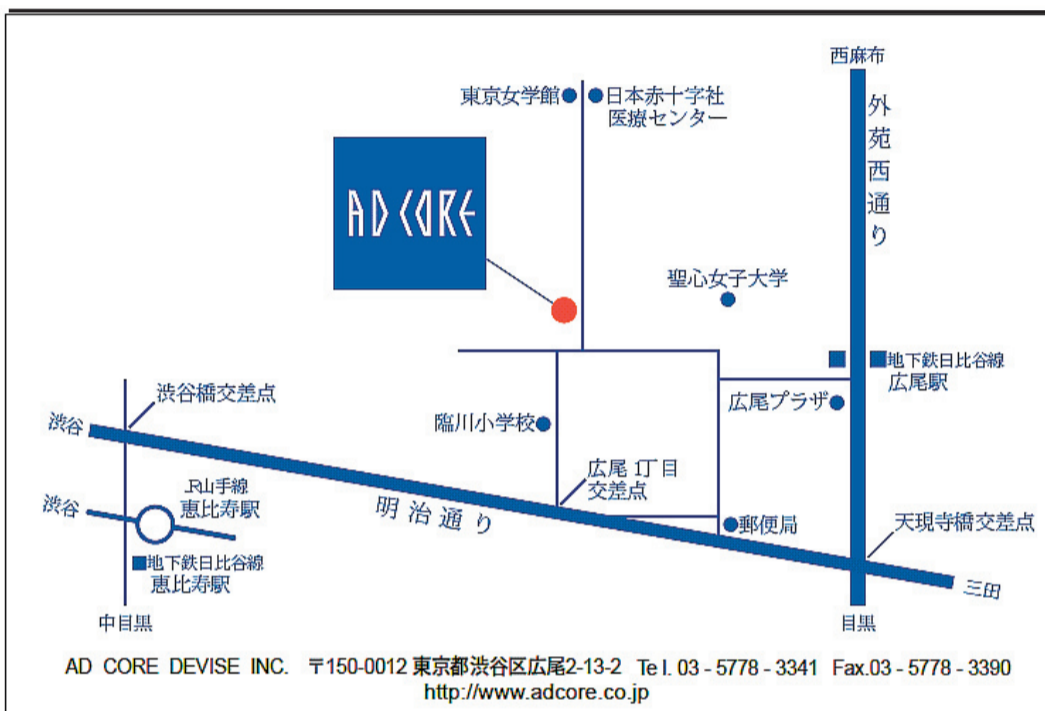 西麻布
東京女学館
日本赤十字社
医療センター
外苑西通り
AD CORE
聖心女子大学
地下鉄日比谷線
広尾駅
渋谷橋交差点
広尾プラザ
臨川小学校
渋谷
広尾1丁目
交差点
JR山手線
恵比寿駅
渋谷
明治通り
郵便局
天現寺橋交差点
地下鉄日比谷線
恵比寿駅
三田
中目黒
目黒
AD CORE DEVISE INC. 〒150-0012 東京都渋谷区広尾2-13-2 Tel. 03 - 5778 - 3341 Fax.03 - 5778 - 3390
http://www.adcore.co.jp